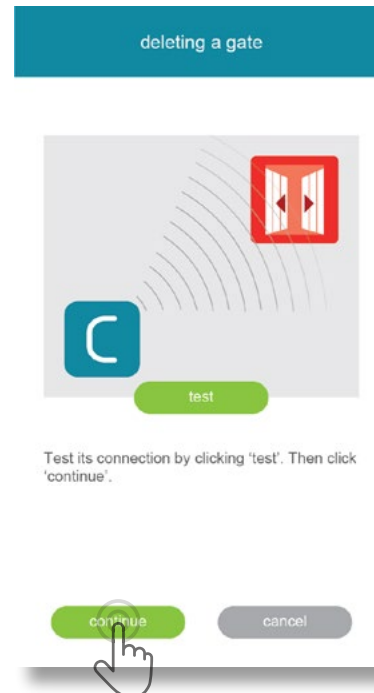 deleting a gate
test
Test its connection by clicking 'test'. Then click
'continue'.
continue
cancel